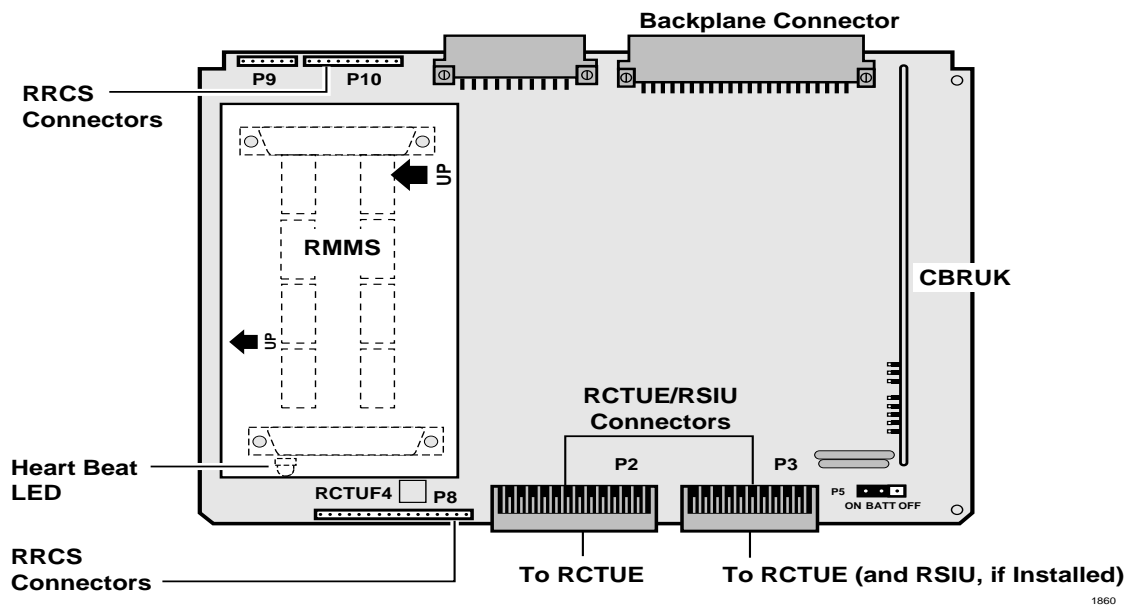 Backplane Connector
P9
P10
RRCS
Connectors
UP
RMMS
CBRUK
UP
RCTUE/RSIU
Connectors
P2
P3
Heart Beat
LED
RCTUF4
P8
P5
ON BATT OFF
RRCS
Connectors
To RCTUE
To RCTUE (and RSIU, if Installed)
1860